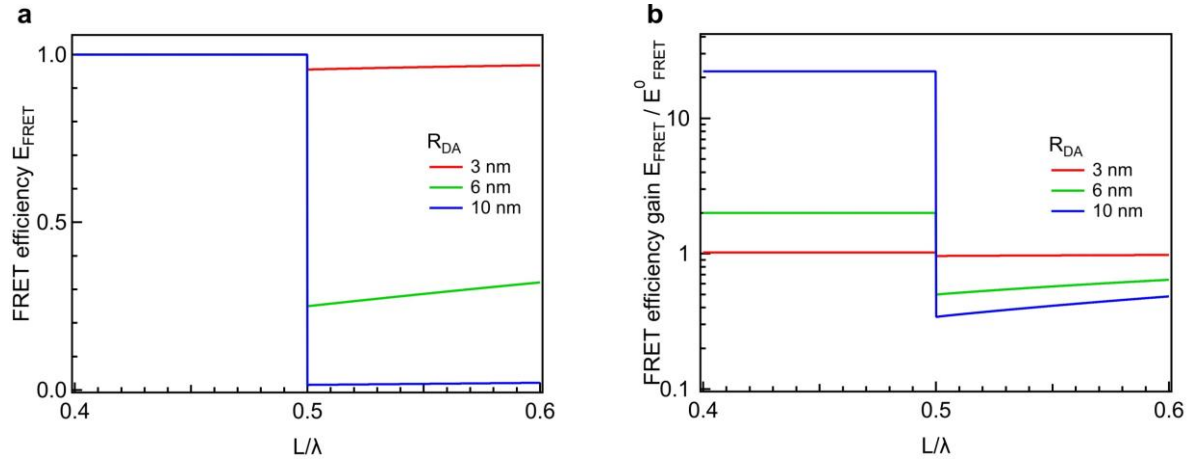 a
FRET efficiency E_FRET
1.0
0.5
0.0
0.4
0.5
0.6
L/λ
R_DA
3 nm
6 nm
10 nm
b
FRET efficiency gain E_FRET / E^0_FRET
10
1
0.1
0.4
0.5
0.6
L/λ
R_DA
3 nm
6 nm
10 nm